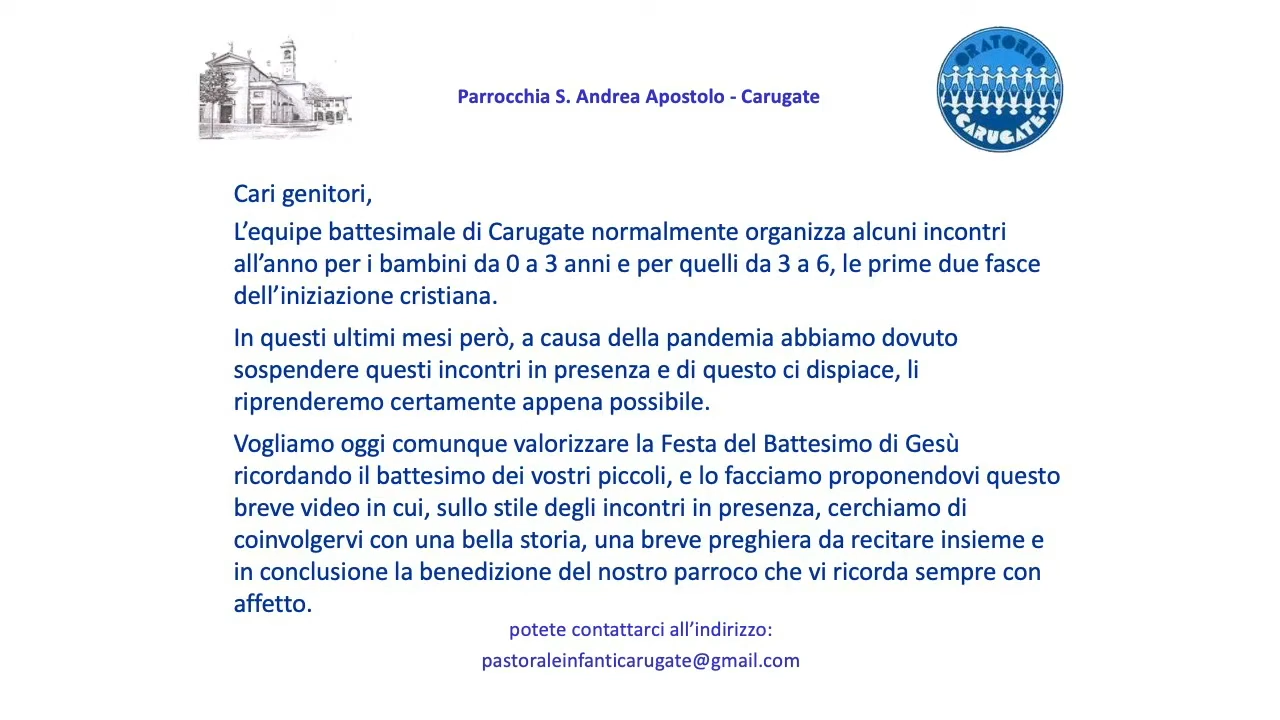 Parrocchia S. Andrea Apostolo - Carugate
ORATORIO
CARUGATE
Cari genitori,
L’equipe battesimale di Carugate normalmente organizza alcuni incontri
all’anno per i bambini da 0 a 3 anni e per quelli da 3 a 6, le prime due fasce
dell’iniziazione cristiana.
In questi ultimi mesi però, a causa della pandemia abbiamo dovuto
sospendere questi incontri in presenza e di questo ci dispiace, li
riprenderemo certamente appena possibile.
Vogliamo oggi comunque valorizzare la Festa del Battesimo di Gesù
ricordando il battesimo dei vostri piccoli, e lo facciamo proponendovi questo
breve video in cui, sullo stile degli incontri in presenza, cerchiamo di
coinvolgervi con una bella storia, una breve preghiera da recitare insieme e
in conclusione la benedizione del nostro parroco che vi ricorda sempre con
affetto.
potete contattarci all’indirizzo:
pastoraleinfanticarugate@gmail.com